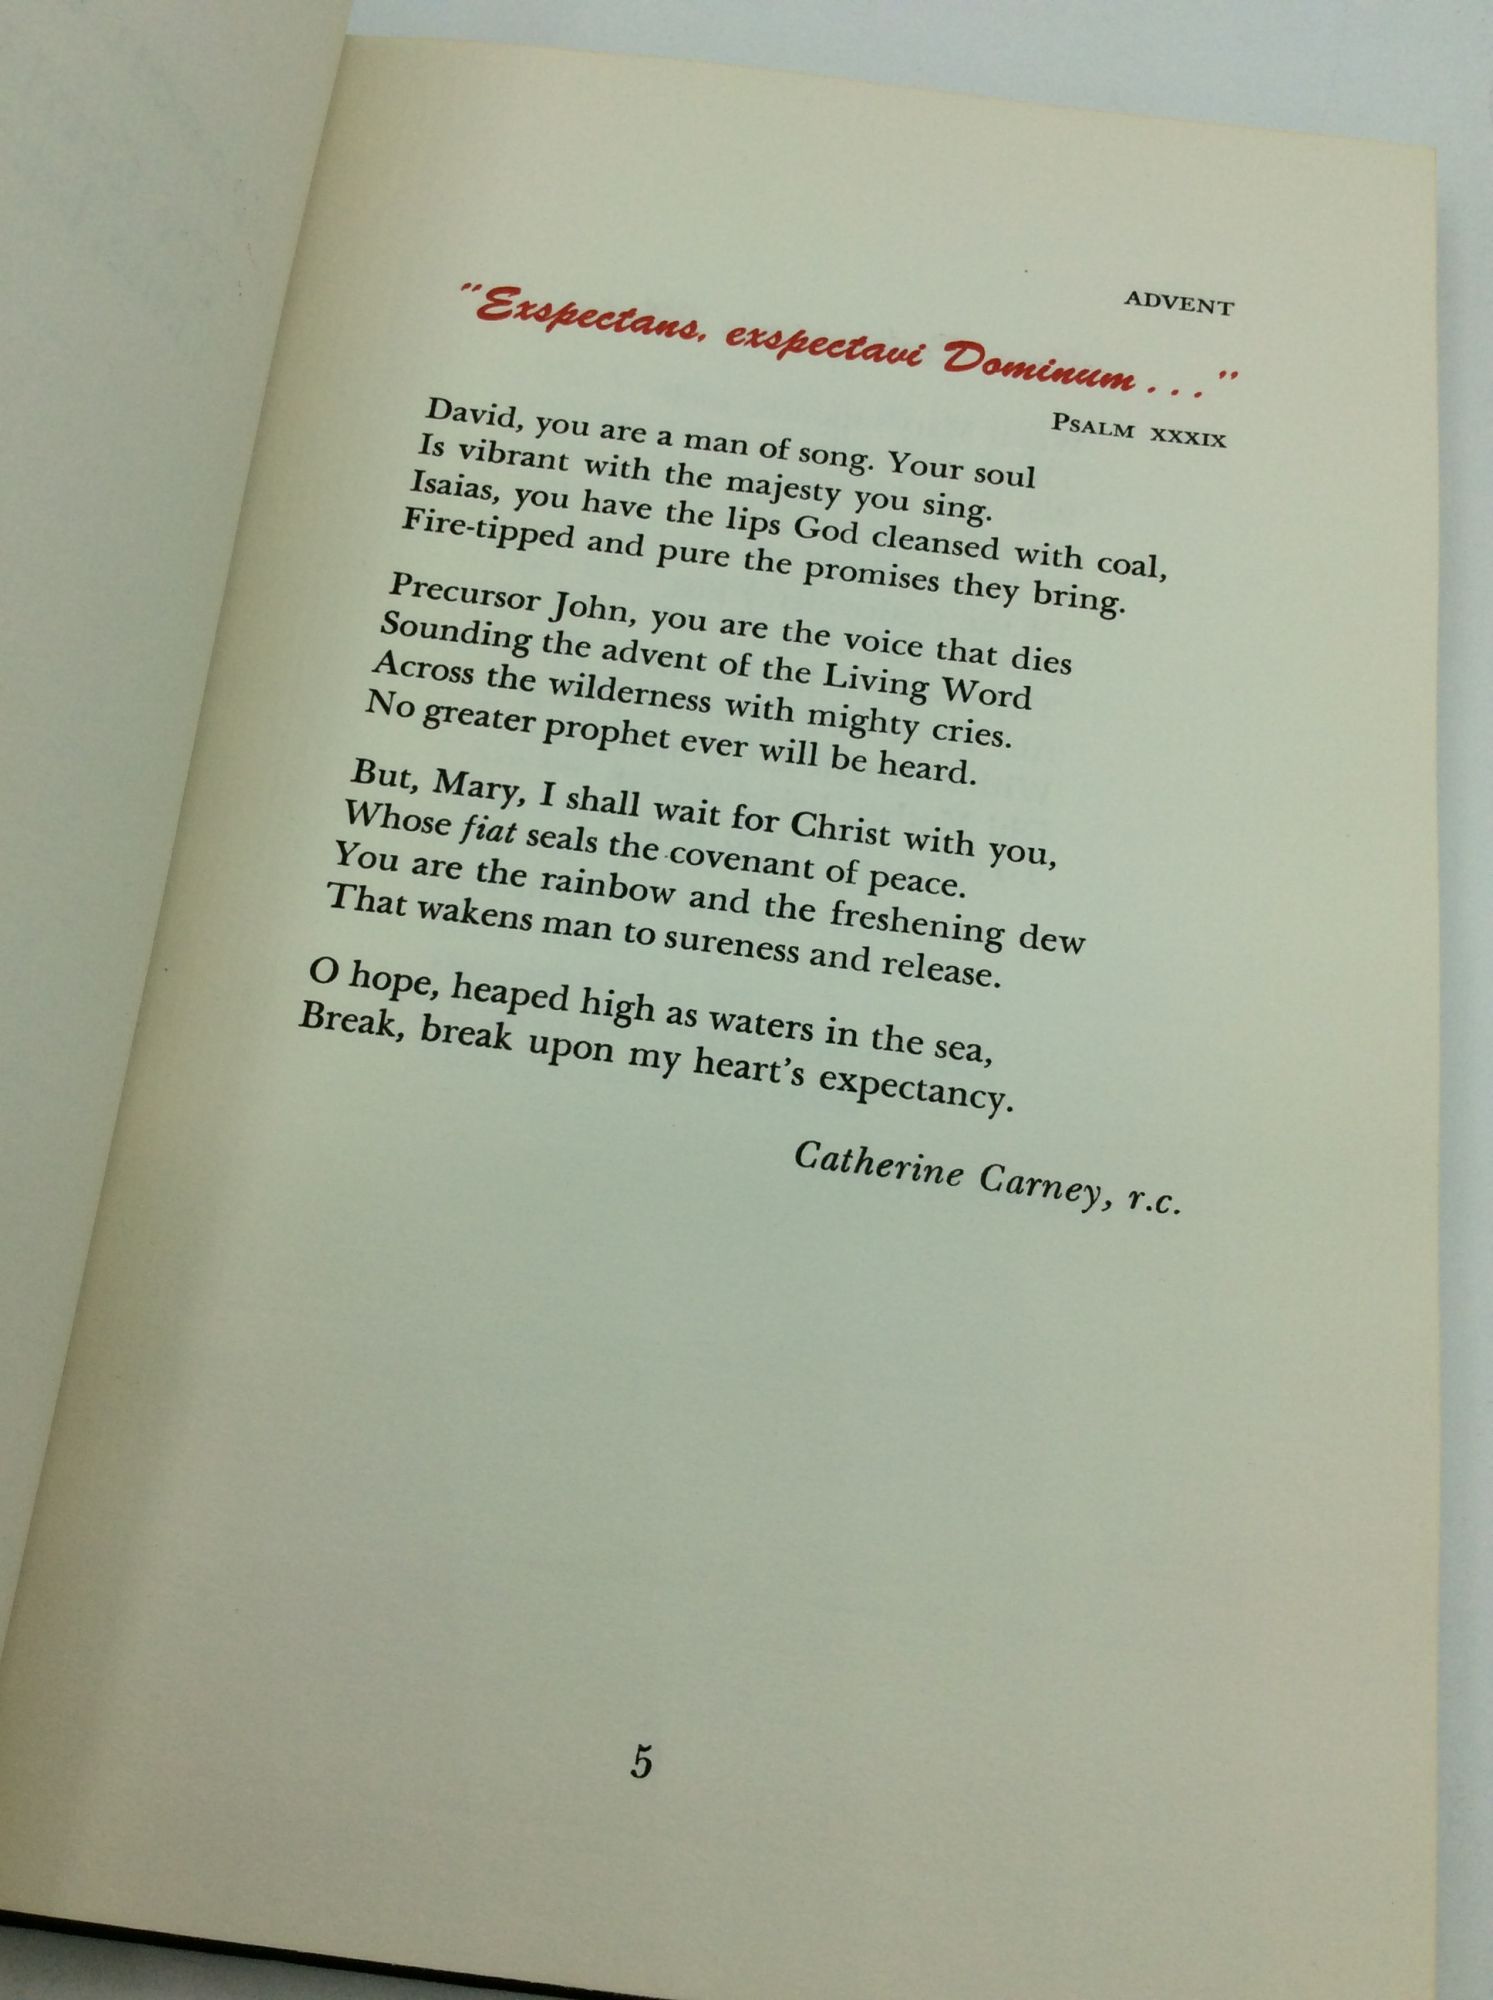 ADVENT
"Exspectans, exspectavi Dominum . . ."
PSALM XXXIX
David, you are a man of song. Your soul
Is vibrant with the majesty you sing.
Isaias, you have the lips God cleansed with coal,
Fire-tipped and pure the promises they bring.
Precursor John, you are the voice that dies
Sounding the advent of the Living Word
Across the wilderness with mighty cries.
No greater prophet ever will be heard.
But, Mary, I shall wait for Christ with you,
Whose fiat seals the covenant of peace.
You are the rainbow and the freshening dew
That wakens man to sureness and release.
O hope, heaped high as waters in the sea,
Break, break upon my heart's expectancy.
Catherine Carney, r.c.
5